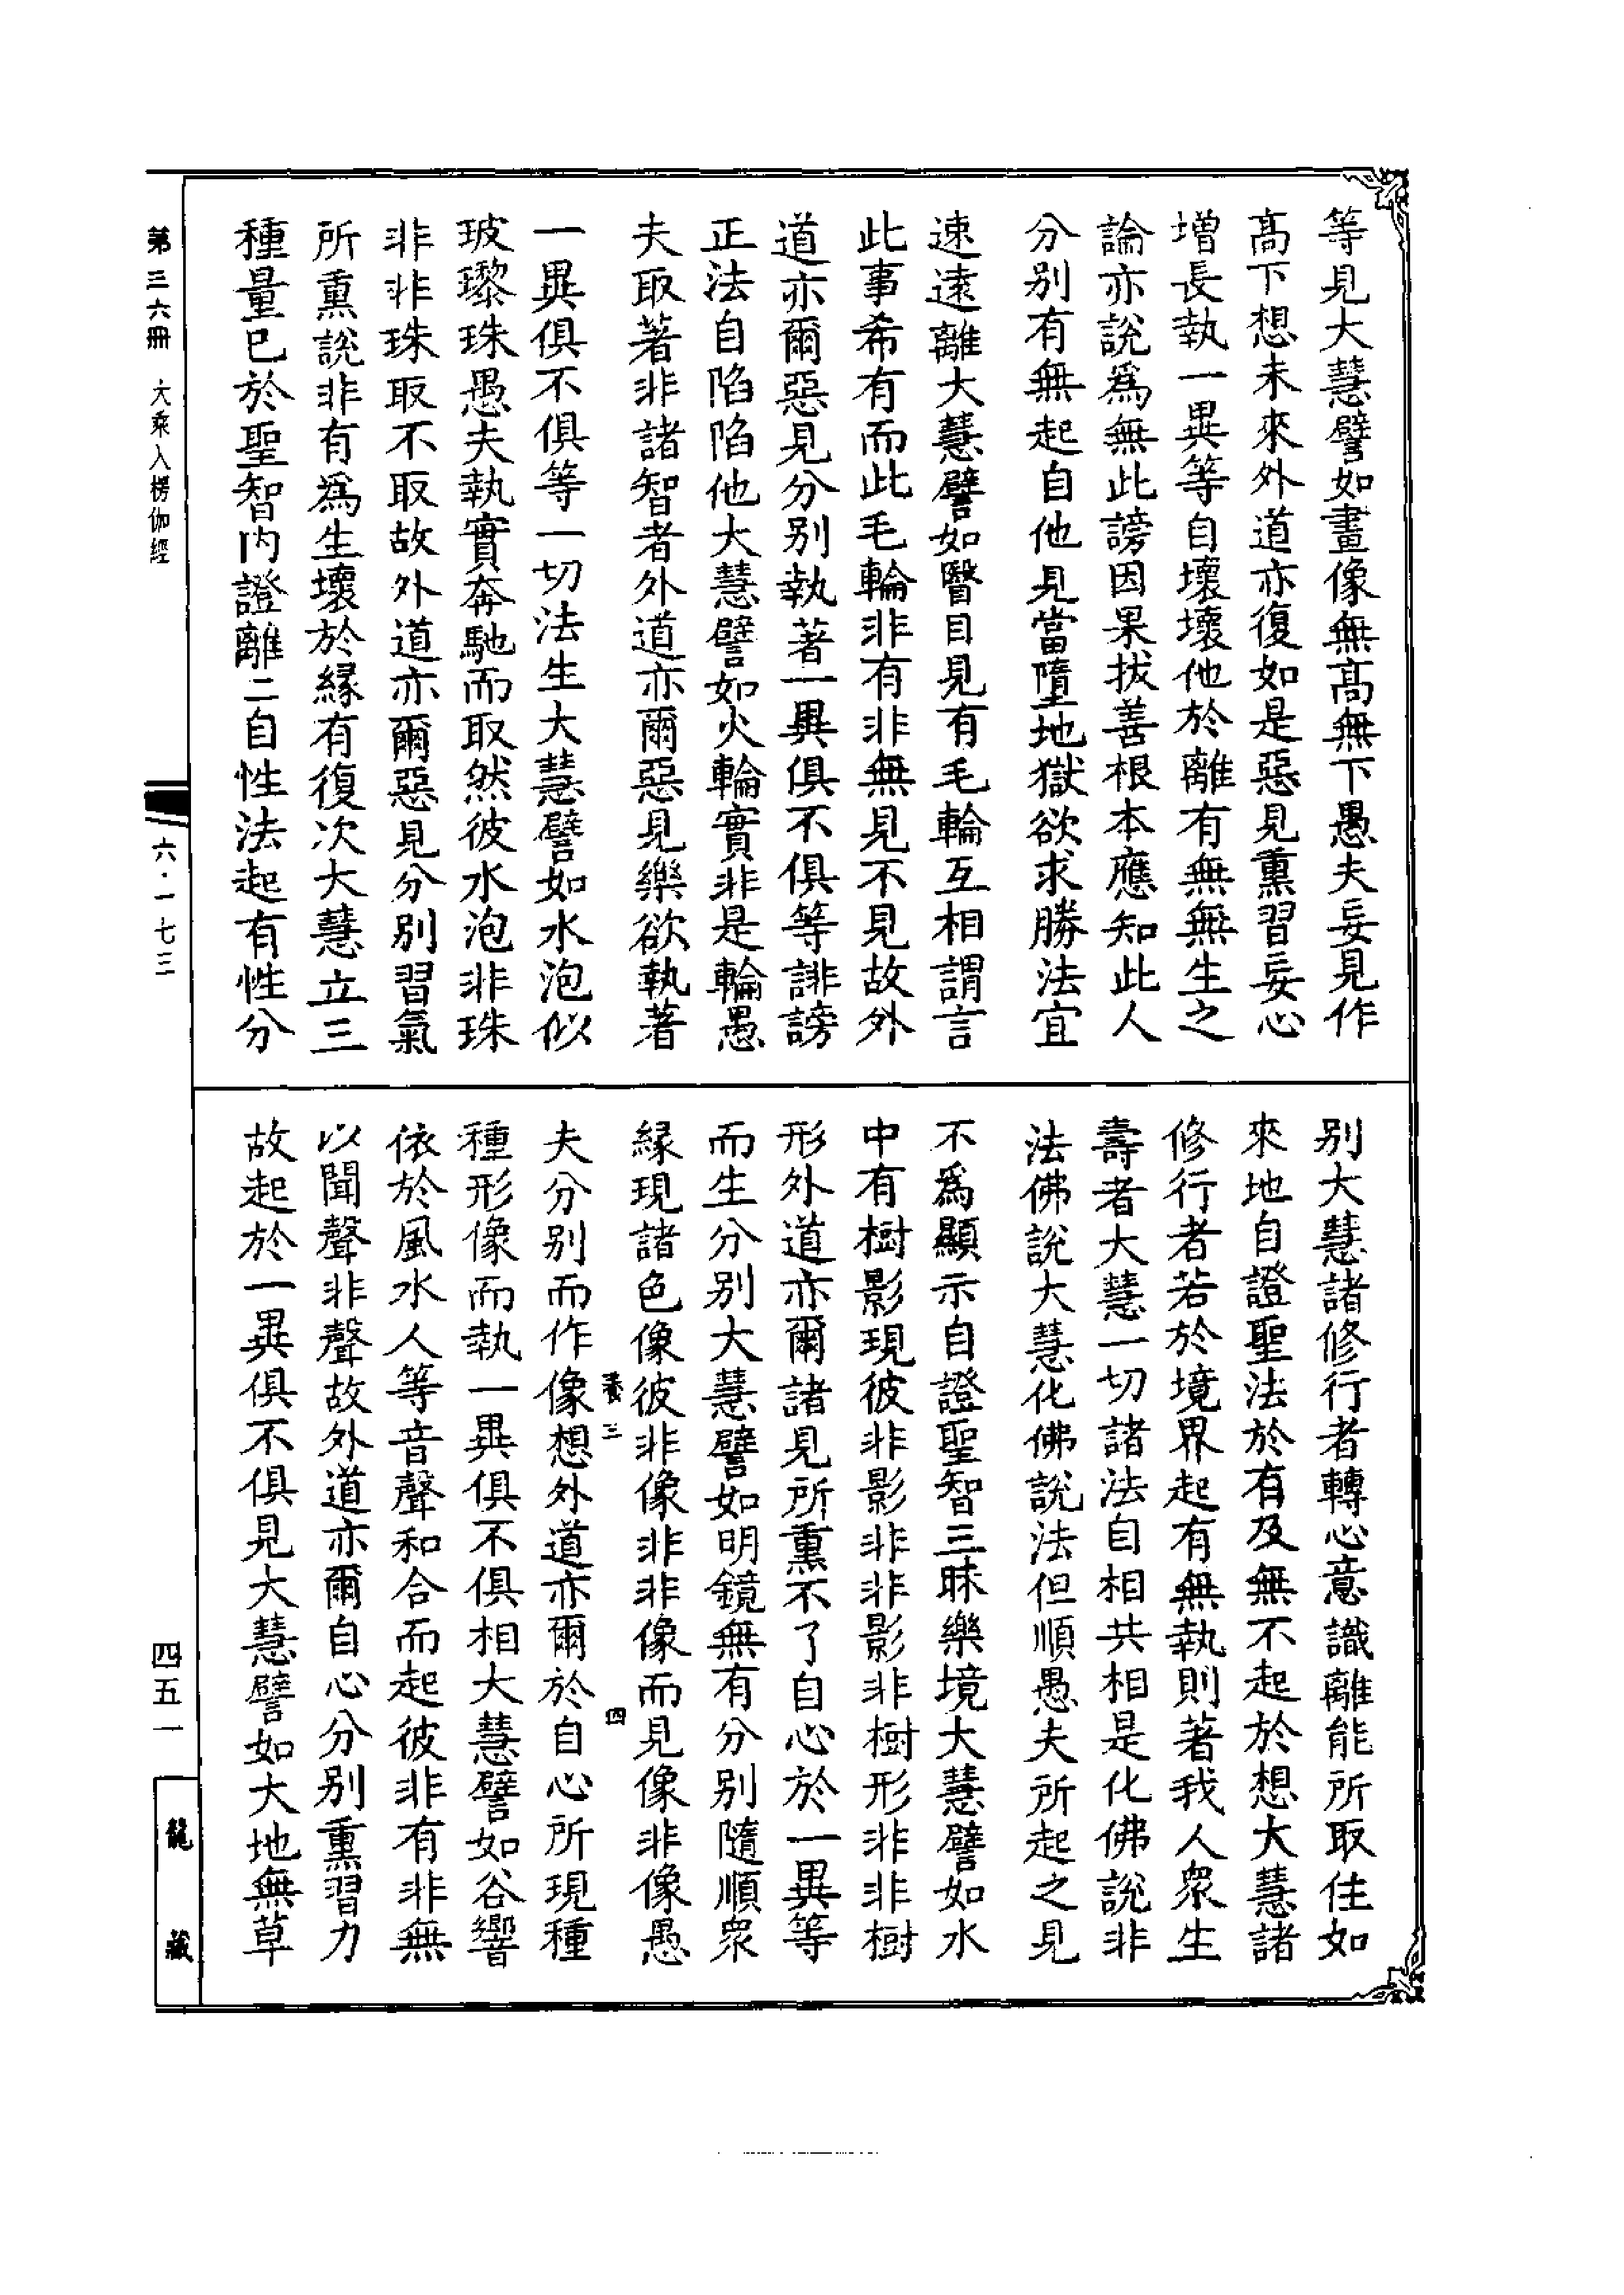 等見大慧譬如畫像無高無下愚夫妄見作
高下想未來外道亦復如是惡見熏習妄心
增長執一異等自壞壞他於離有無無生之
論亦說為無此謗因果拔善根本應知此人
分別有無起自他見當墮地獄欲求勝法宜
速遠離大慧譬如瞖目見有毛輪互相謂言
此事希有而此毛輪非有非無見不見故外
道亦爾惡見分別執著一異俱不俱等誹謗
正法自陷陷他大慧譬如火輪實非是輪愚
夫取著非諸智者外道亦爾惡見樂欲執著
一異俱不俱等一切法生大慧譬如水泡似
玻瓈珠愚夫執實奔馳而取然彼水泡非珠
非非珠取不取故外道亦爾惡見分別習氣
所熏說非有為生壞於緣有復次大慧立三
種量已於聖智內證離二自性法起有性分
別大慧諸修行者轉心意識離能所取住如
來地自證聖法於有及無不起於想大慧諸
修行者若於境界起有無執則著我人眾生
壽者大慧一切諸法自相共相是化佛說非
法佛說大慧化佛說法但順愚夫所起之見
不為顯示自證聖智三昧樂境大慧譬如水
中有樹影現彼非影非非影非樹形非非樹
形外道亦爾諸見所熏不了自心於一異等
而生分別大慧譬如明鏡無有分別隨順眾
緣現諸色像彼非像非非像而見像非像愚
養三 四
夫分別而作像想外道亦爾於自心所現種
種形像而執一異俱不俱相大慧譬如谷響
依於風水人等音聲和合而起彼非有非無
以聞聲非聲故外道亦爾自心分別熏習力
故起於一異俱不俱見大慧譬如大地無草
第三六冊 大乘入楞伽經
六·一七三
四五一
龍藏